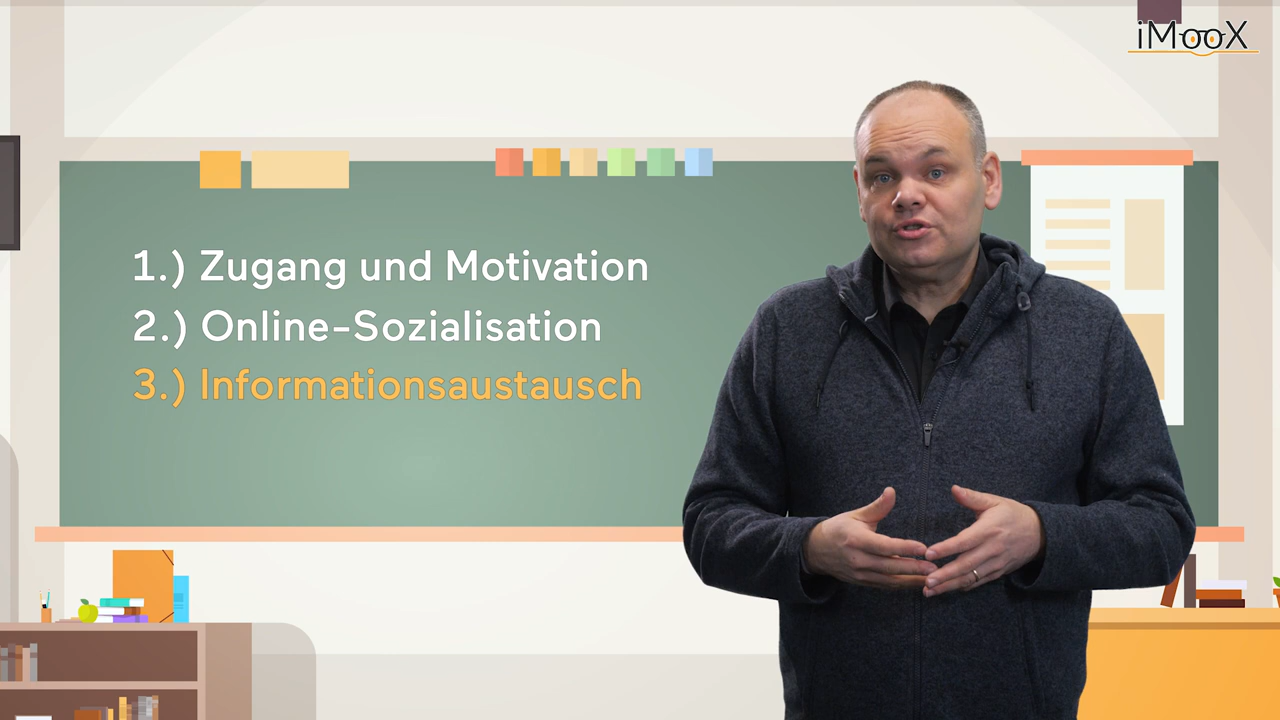 iMooX
1.) Zugang und Motivation
2.) Online-Sozialisation
3.) Informationsaustausch